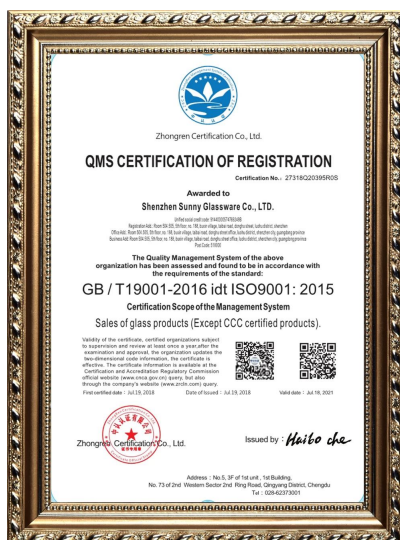 Zhongren Certification Co., Ltd.
QMS CERTIFICATION OF REGISTRATION
Certification No.: 27318Q20395R0S
Awarded to
Shenzhen Sunny Glassware Co., LTD.
The Quality Management System of the above
organization has been assessed and found to be in accordance with
the requirements of the standard:
GB / T19001-2016 idt ISO9001: 2015
Certification Scope of the Management System
Sales of glass products (Except CCC certified products).
Validity of the certificate, certified organizations subject
to supervision and review at least once a year,after the
examination and approval, the organization updates the
two-dimensional code information, the certificate is
effective. The certificate information is available at the
Certification and Accreditation Regulatory Commission
official website (www.cnca.gov.cn) query, but also
through the company's website (www.zrcln.com) query.
First certified date : Jul.19, 2018 Date of Issued : Jul.19, 2018 Valid date : Jul 19, 2021
Zhongren Certification Co., Ltd.
Issued by : Haibo che
Address : No.5, 3F of 1st unit , 1st Building,
No. 73 of 2nd Western Sector 2nd Ring Road, Qingyang District, Chengdu
Tel : 028-62373001